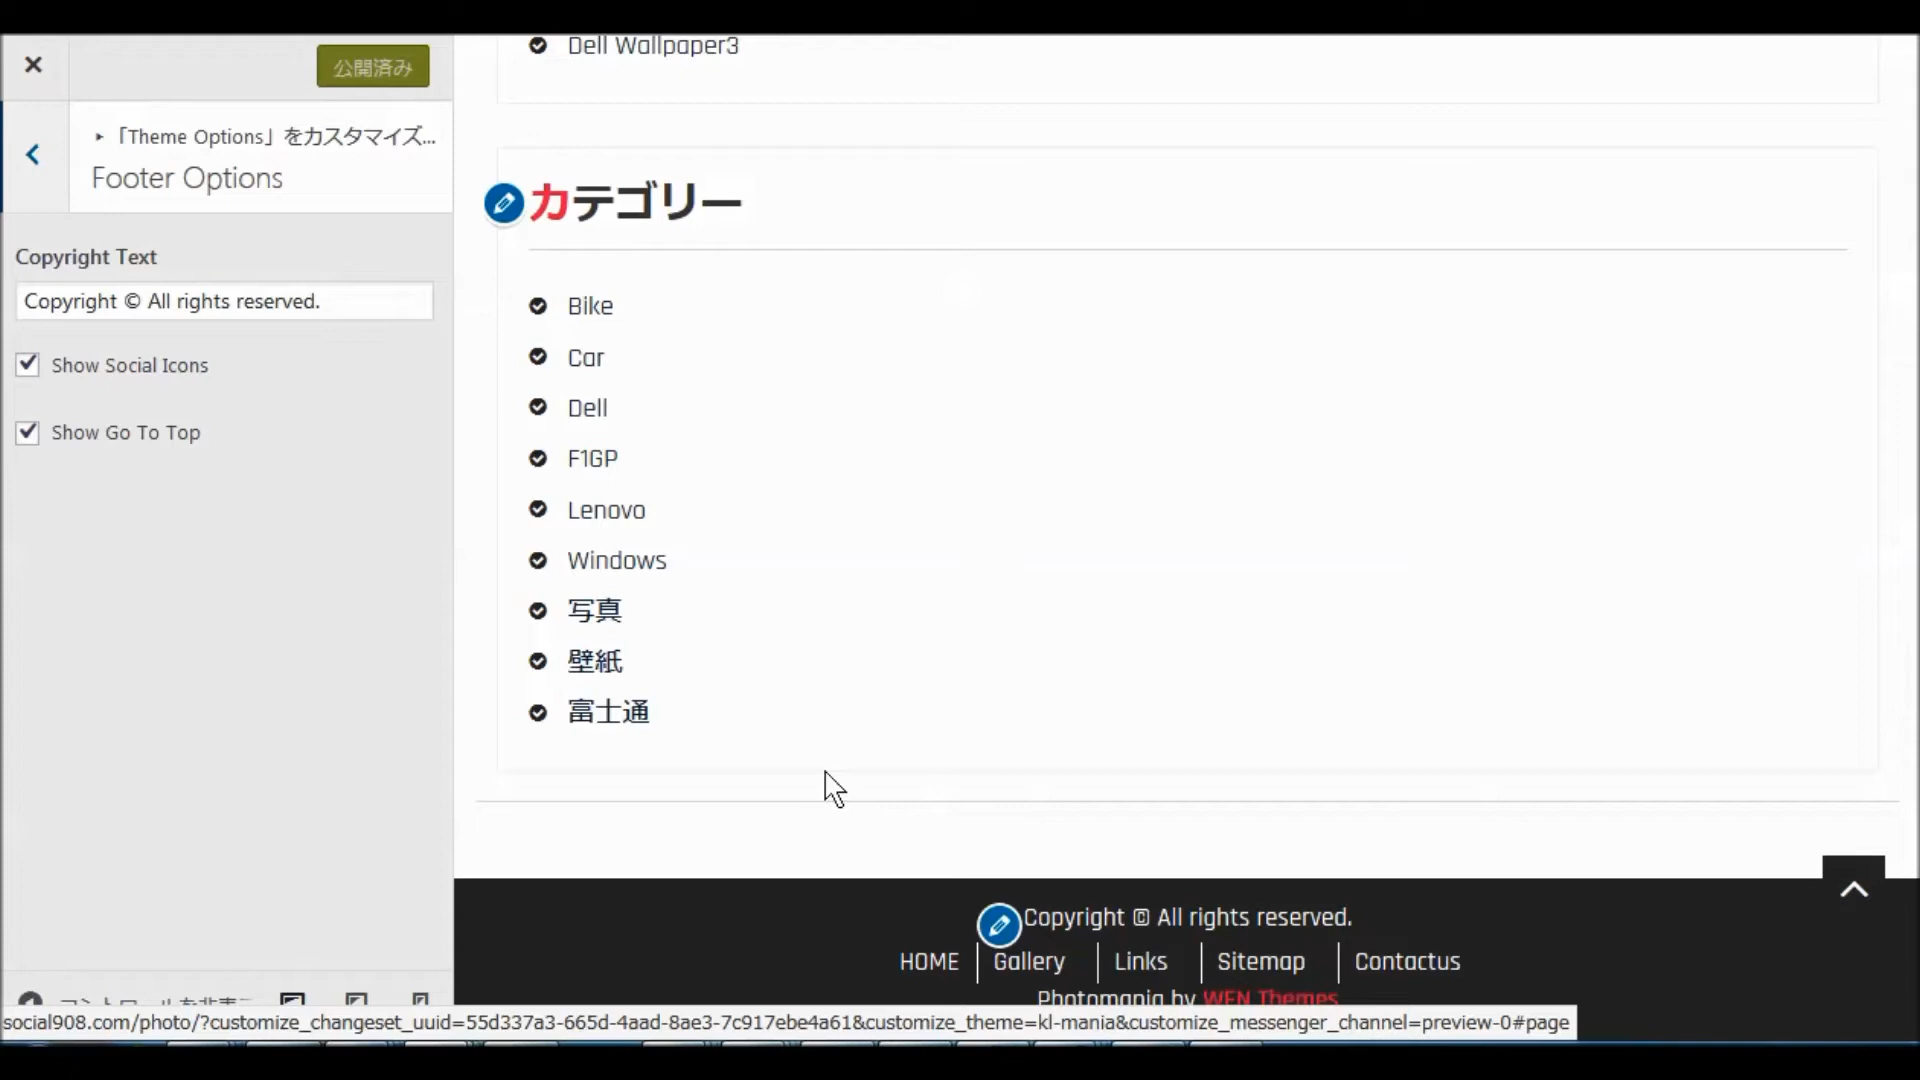 公開済み
「Theme Options」をカスタマイズ...
Footer Options
Copyright Text
Copyright © All rights reserved.
Show Social Icons
Show Go To Top
Dell Wallpaper3
カテゴリー
Bike
Car
Dell
F1GP
Lenovo
Windows
写真
壁紙
富士通
Copyright © All rights reserved.
HOME Gallery Links Sitemap Contactus
Photomania by WEN Themes
social908.com/photo/?customize_changeset_uuid=55d337a3-665d-4aad-8ae3-7c917ebe4a61&customize_theme=kl-mania&customize_messenger_channel=preview-0#page